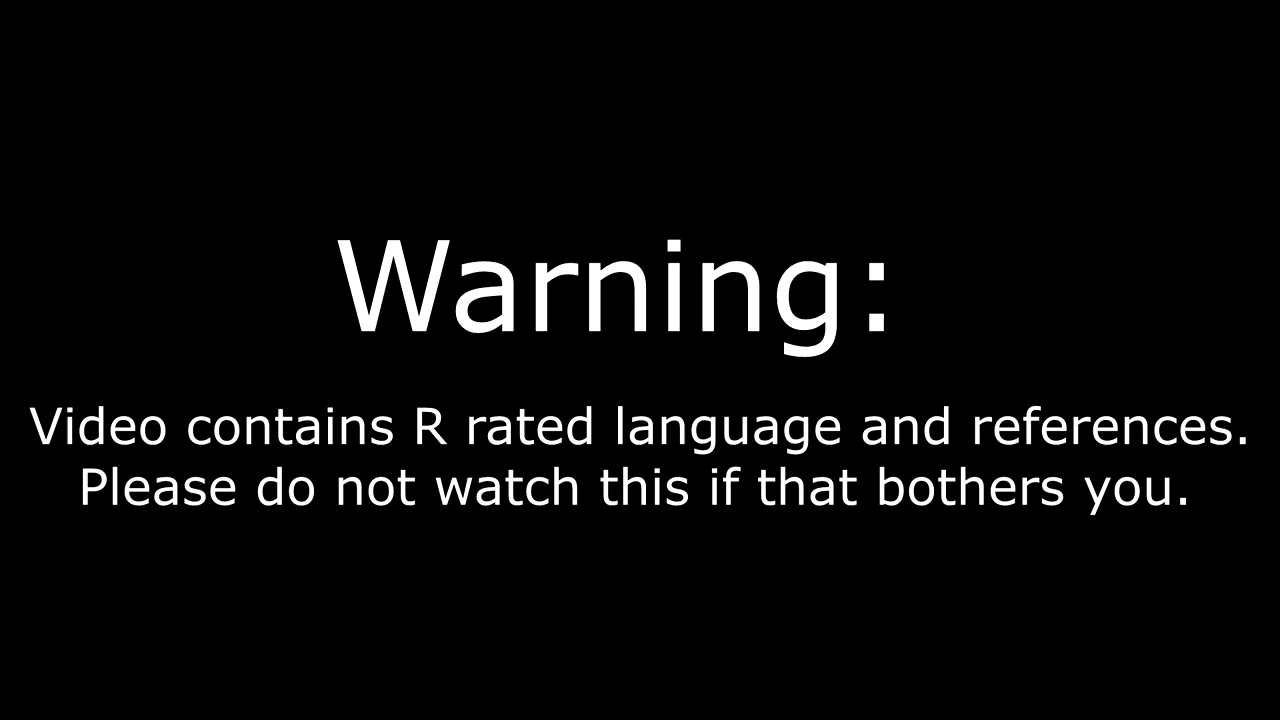 Warning:
Video contains R rated language and references.
Please do not watch this if that bothers you.